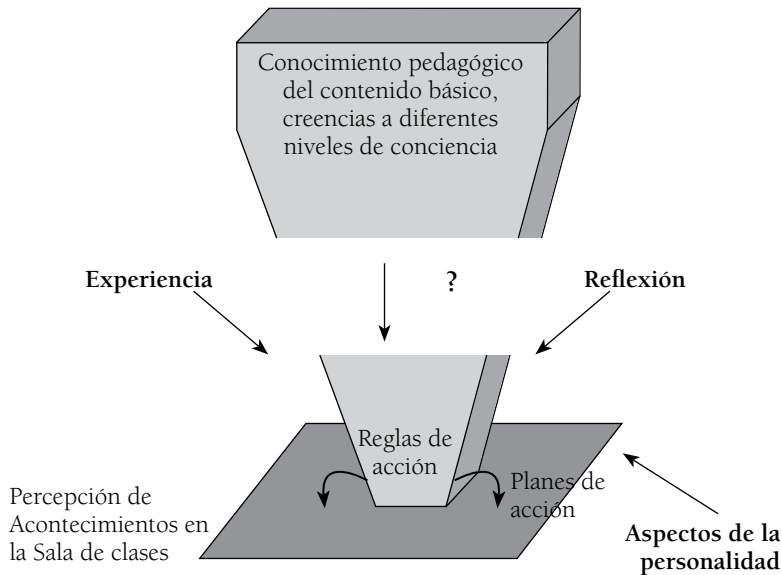 Conocimiento pedagógico
del contenido básico,
creencias a diferentes
niveles de conciencia
Experiencia
?
Reflexión
Reglas de
acción
Planes de
acción
Percepción de
Acontecimientos en
la Sala de clases
Aspectos de la
personalidad